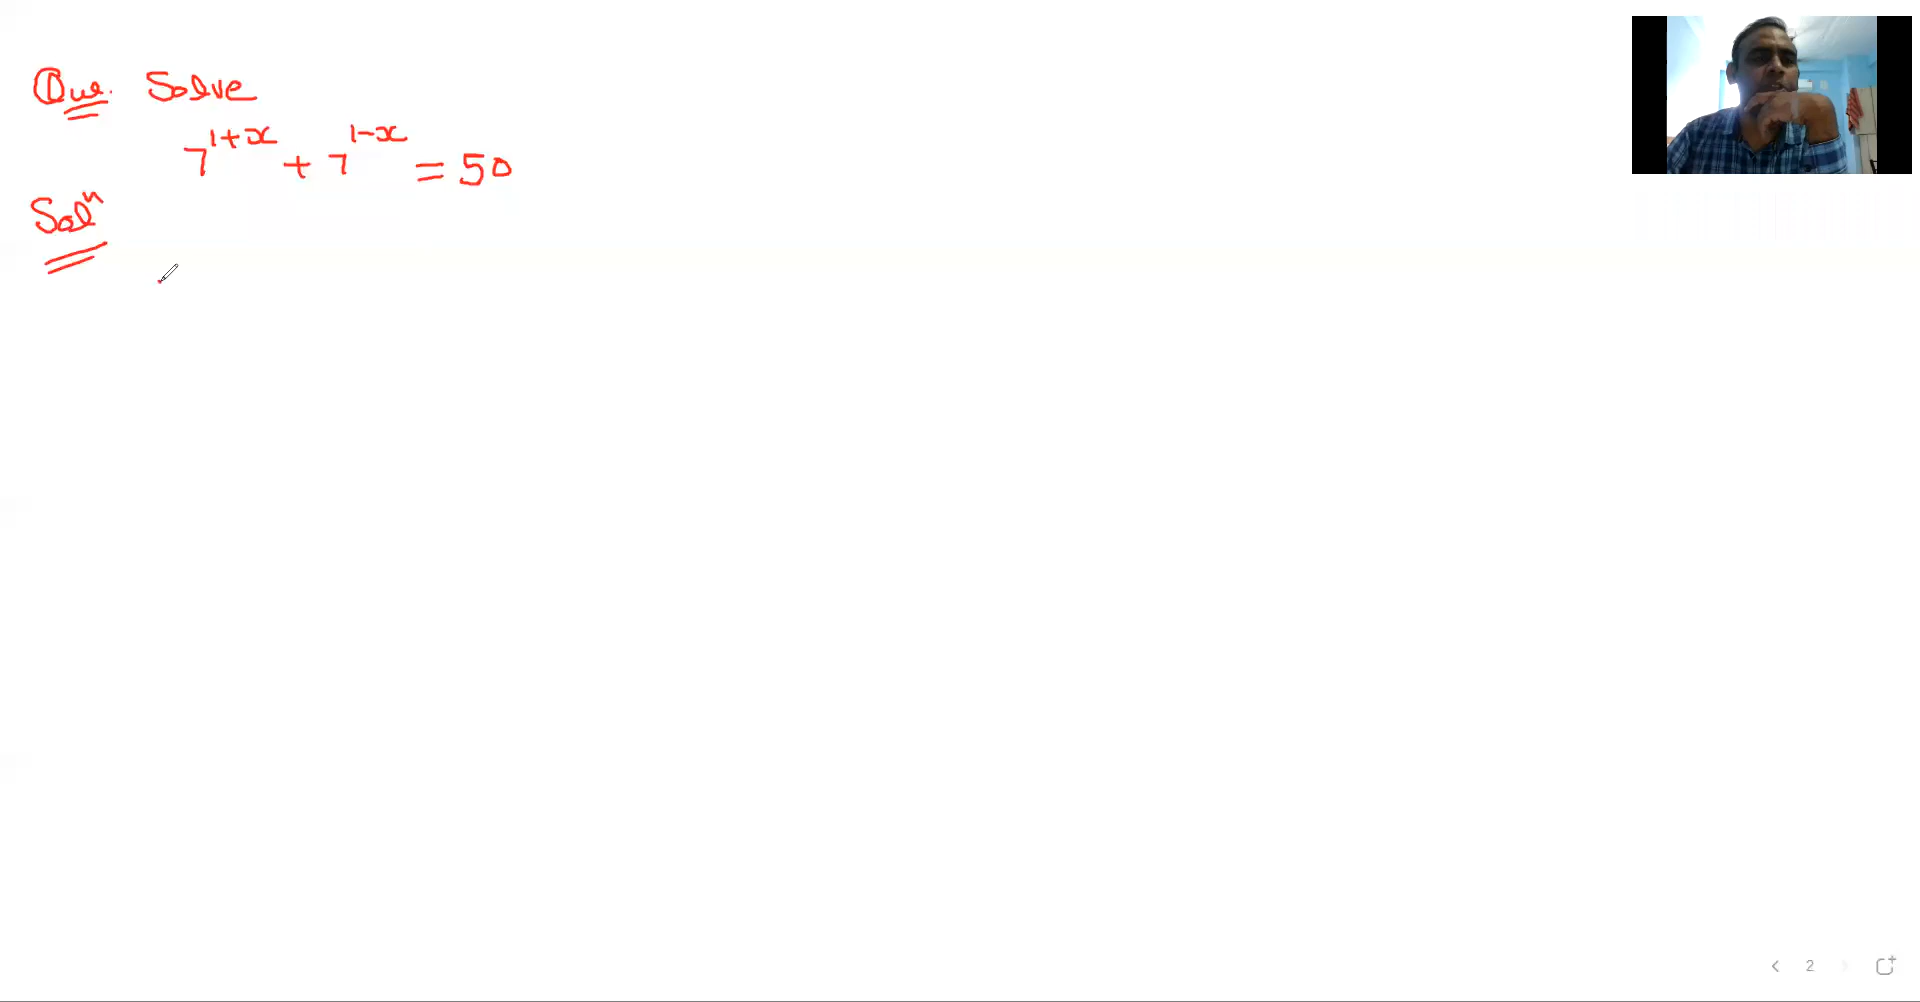 Que. Solve
7^{1+x} + 7^{1-x} = 50
Solⁿ
2